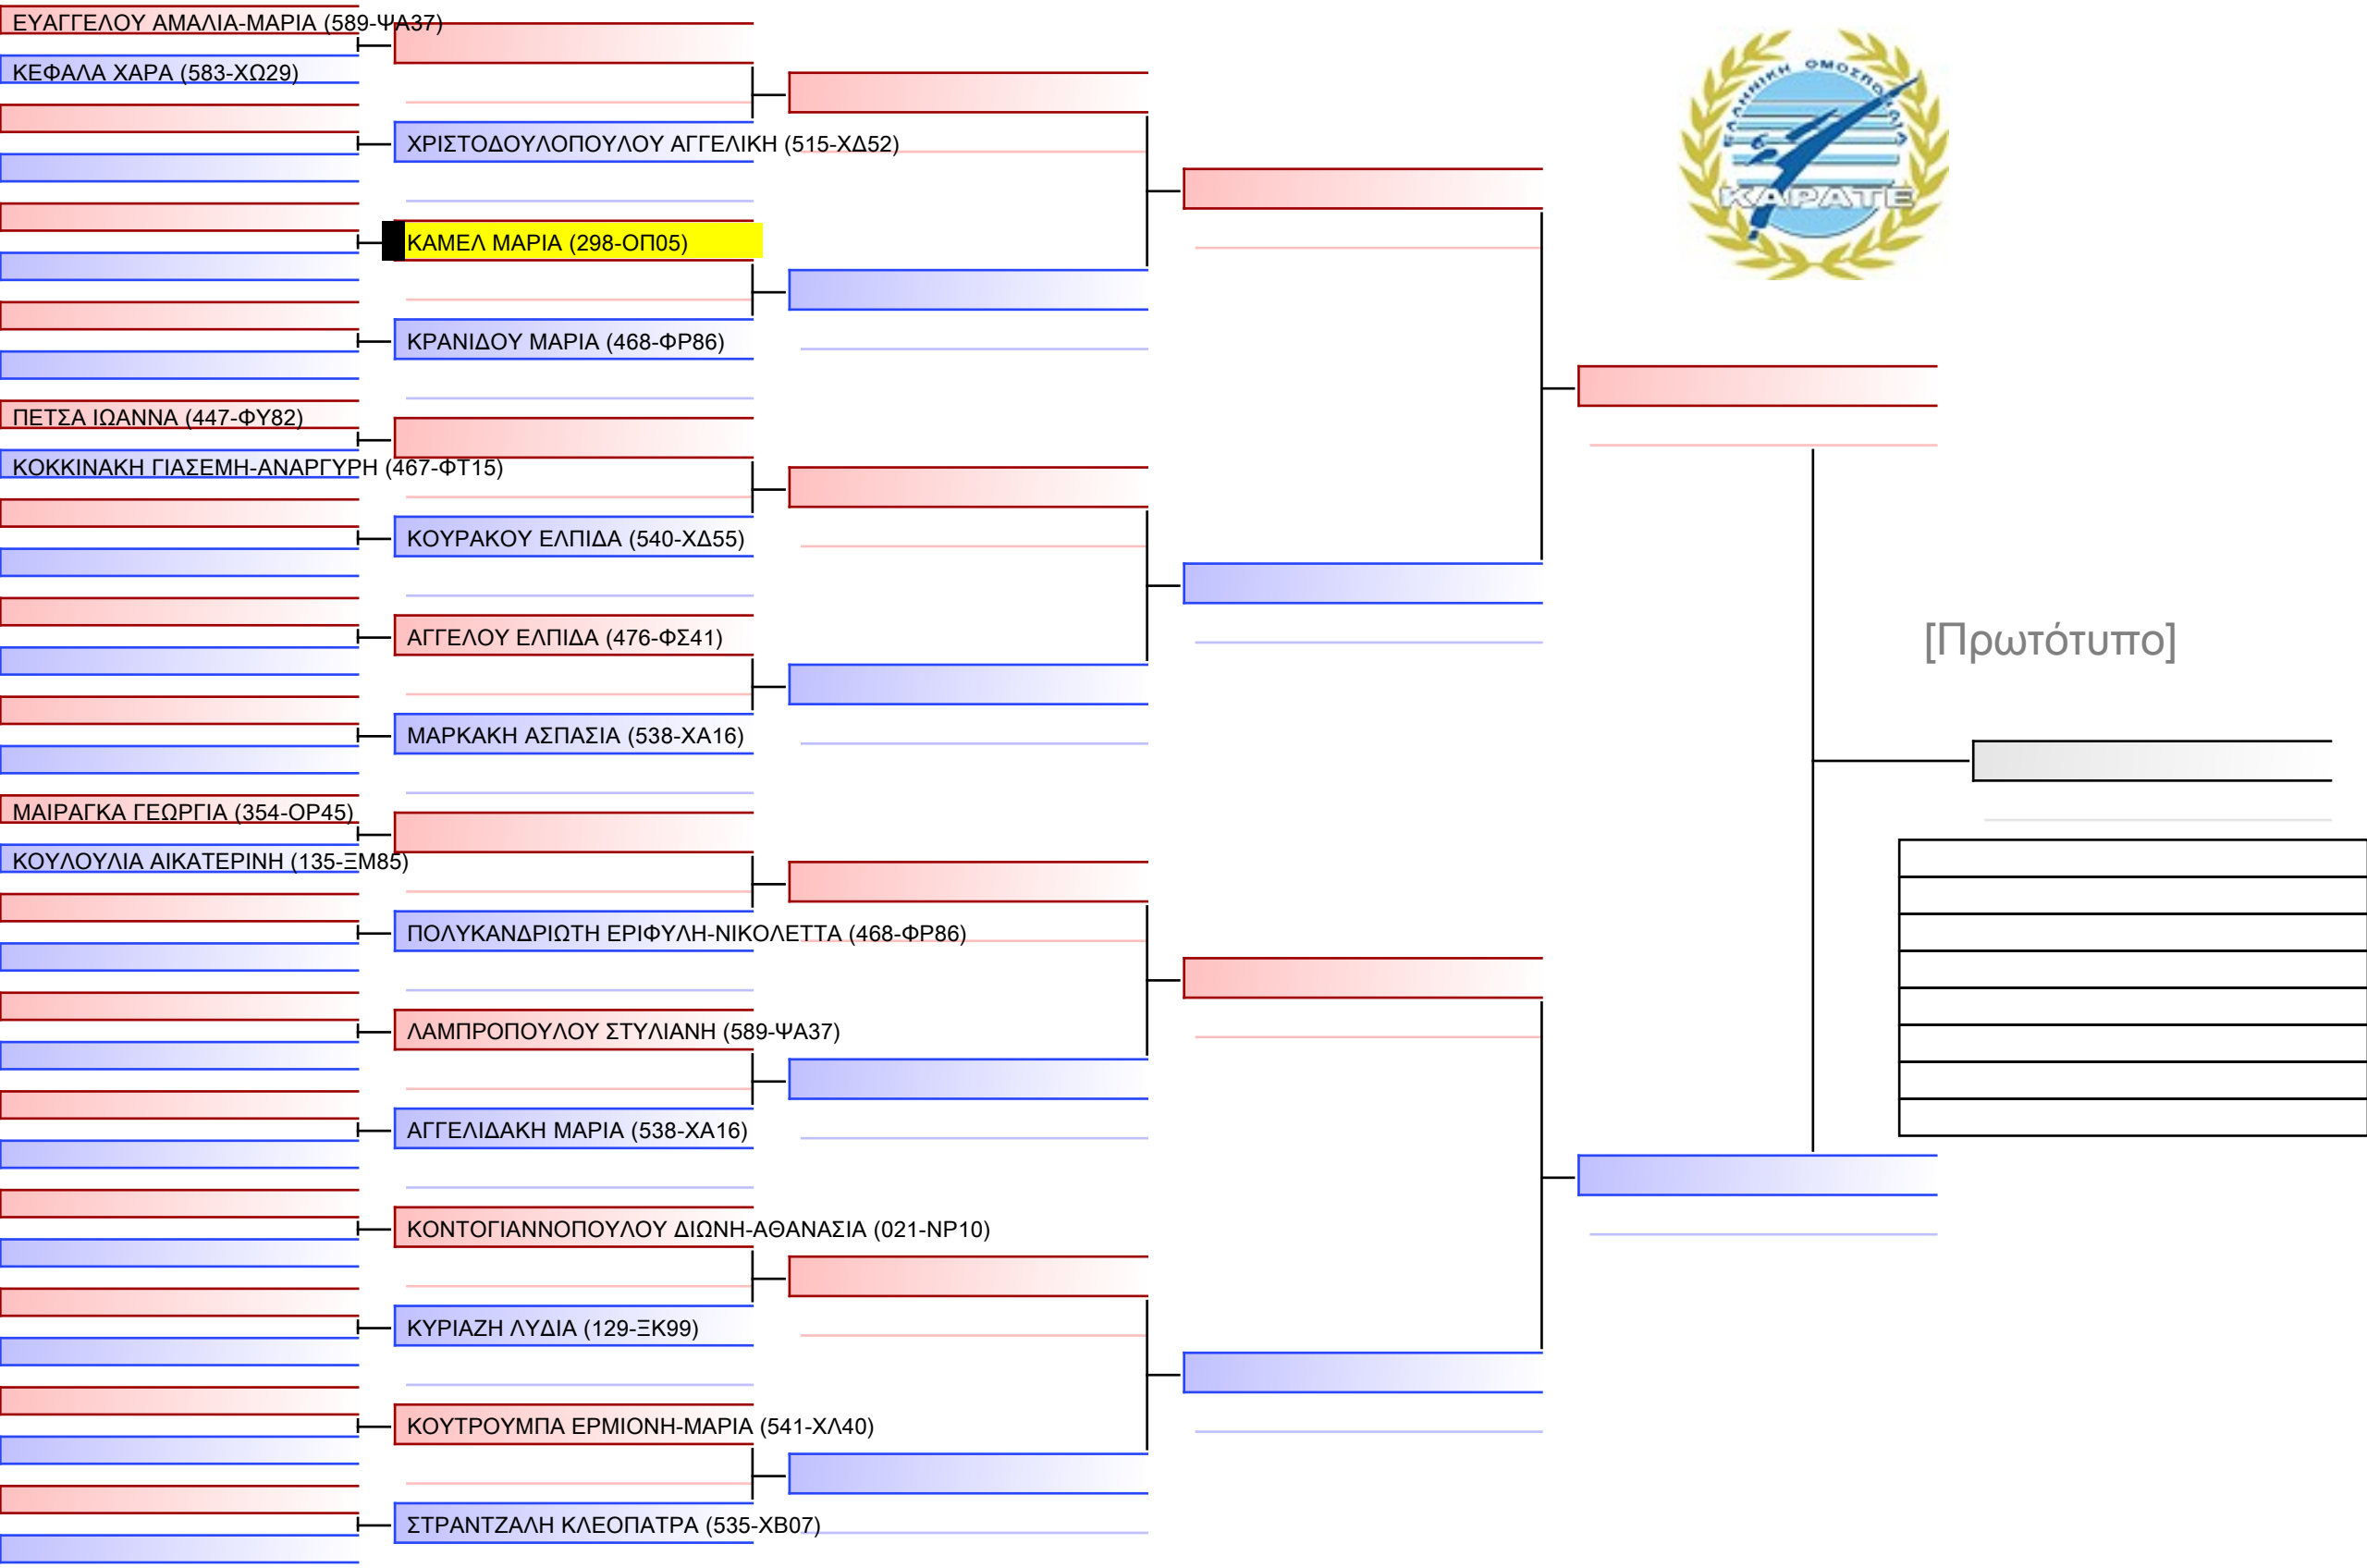 ΕΥΑΓΓΕΛΟΥ ΑΜΑΛΙΑ-ΜΑΡΙΑ (589-ΨΑ37)
ΚΕΦΑΛΑ ΧΑΡΑ (583-ΧΩ29)
ΧΡΙΣΤΟΔΟΥΛΟΠΟΥΛΟΥ ΑΓΓΕΛΙΚΗ (515-ΧΔ52)
ΚΑΜΕΛ ΜΑΡΙΑ (298-ΟΠ05)
ΚΡΑΝΙΔΟΥ ΜΑΡΙΑ (468-ΦΡ86)
ΠΕΤΣΑ ΙΩΑΝΝΑ (447-ΦΥ82)
ΚΟΚΚΙΝΑΚΗ ΓΙΑΣΕΜΗ-ΑΝΑΡΓΥΡΗ (467-ΦΤ15)
ΚΟΥΡΑΚΟΥ ΕΛΠΙΔΑ (540-ΧΔ55)
ΑΓΓΕΛΟΥ ΕΛΠΙΔΑ (476-ΦΣ41)
ΜΑΡΚΑΚΗ ΑΣΠΑΣΙΑ (538-ΧΑ16)
ΜΑΙΡΑΓΚΑ ΓΕΩΡΓΙΑ (354-ΟΡ45)
ΚΟΥΛΟΥΛΙΑ ΑΙΚΑΤΕΡΙΝΗ (135-ΞΜ85)
ΠΟΛΥΚΑΝΔΡΙΩΤΗ ΕΡΙΦΥΛΗ-ΝΙΚΟΛΕΤΤΑ (468-ΦΡ86)
ΛΑΜΠΡΟΠΟΥΛΟΥ ΣΤΥΛΙΑΝΗ (589-ΨΑ37)
ΑΓΓΕΛΙΔΑΚΗ ΜΑΡΙΑ (538-ΧΑ16)
ΚΟΝΤΟΓΙΑΝΝΟΠΟΥΛΟΥ ΔΙΩΝΗ-ΑΘΑΝΑΣΙΑ (021-ΝΡ10)
ΚΥΡΙΑΖΗ ΛΥΔΙΑ (129-ΞΚ99)
ΚΟΥΤΡΟΥΜΠΑ ΕΡΜΙΟΝΗ-ΜΑΡΙΑ (541-ΧΛ40)
ΣΤΡΑΝΤΖΑΛΗ ΚΛΕΟΠΑΤΡΑ (535-ΧΒ07)
ΕΛΛΗΝΙΚΗ ΟΜΟΣΠΟΝΔΙΑ
ΚΑΡΑΤΕ
[Πρωτότυπο]